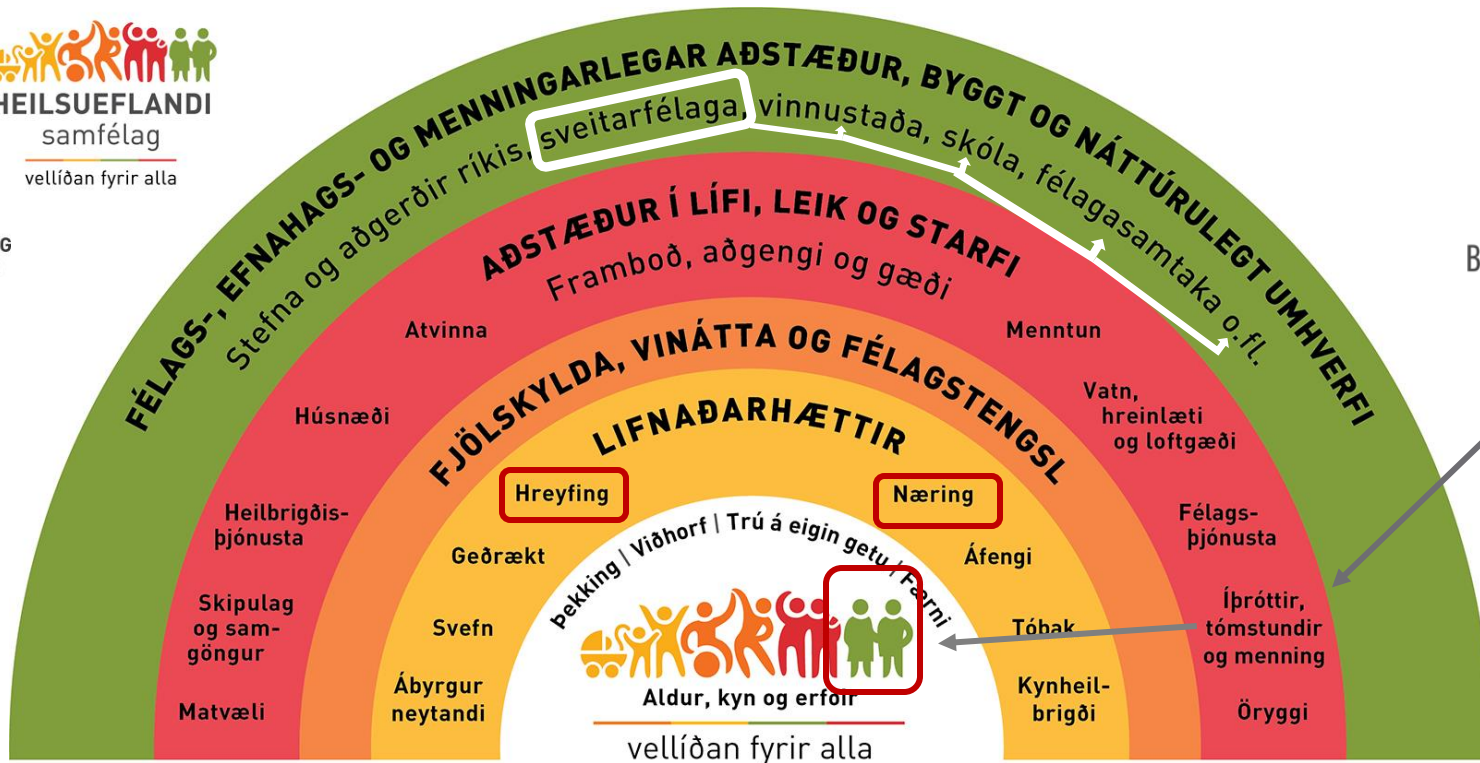 HEILSUEFLANDI
samfélag
vellíðan fyrir alla
G
B
FÉLAGS-, EFNAHAGS- OG MENNINGARLEGAR AÐSTÆÐUR, BYGGT OG NÁTTÚRULEGT UMHVERFI
Stefna og aðgerðir ríkis, sveitarfélaga, vinnustaða, skóla, félagasamtaka o.fl.
AÐSTÆÐUR Í LÍFI, LEIK OG STARFI
Framboð, aðgengi og gæði
Atvinna
Húsnæði
Heilbrigðis-
þjónusta
Skipulag
og sam-
göngur
Matvæli
Menntun
Vatn,
hreinlæti
og loftgæði
Félags-
þjónusta
Íþróttir,
tómstundir
og menning
Öryggi
FJÖLSKYLDA, VINÁTTA OG FÉLAGSTENGSL
LIFNAÐARHÆTTIR
Hreyfing
Geðrækt
Svefn
Ábyrgur
neytandi
Næring
Áfengi
Tóbak
Kynheil-
brigði
Þekking | Viðhorf | Trú á eigin getu | Færni
Aldur, kyn og erfðir
vellíðan fyrir alla